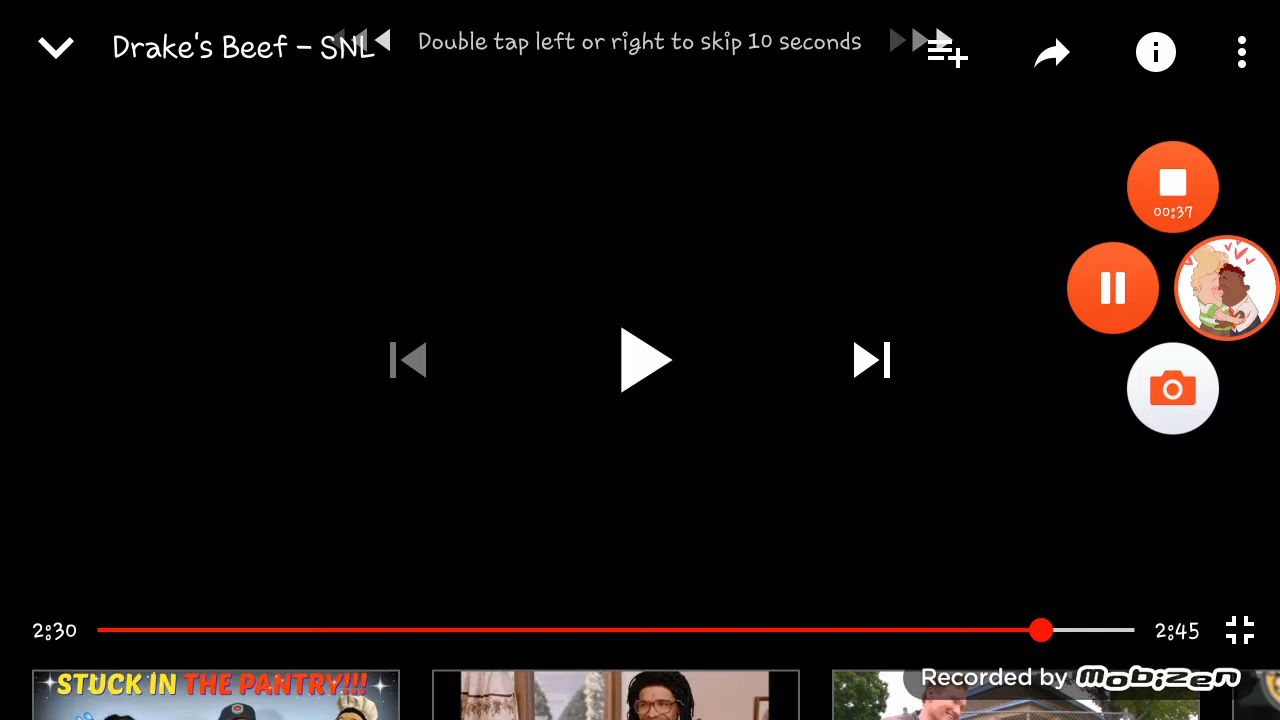 Drake's Beef - SNL
Double tap left or right to skip 10 seconds
00:37
2:30
2:45
STUCK IN THE PANTRY!!!
Recorded by mobizen